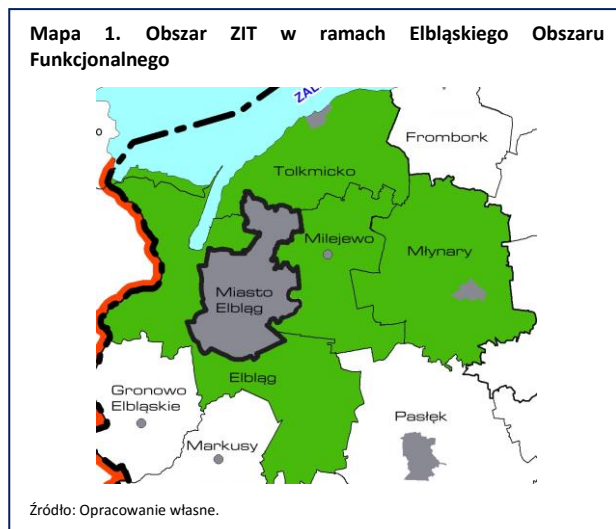 Mapa 1. Obszar ZIT w ramach Elbląskiego Obszaru
Funkcjonalnego
Frombork
Tolkmicko
Milejewo
Młynary
Miasto
Elbląg
Elbląg
Gronowo
Elbląskie
Pasłęk
Markusy
Źródło: Opracowanie własne.